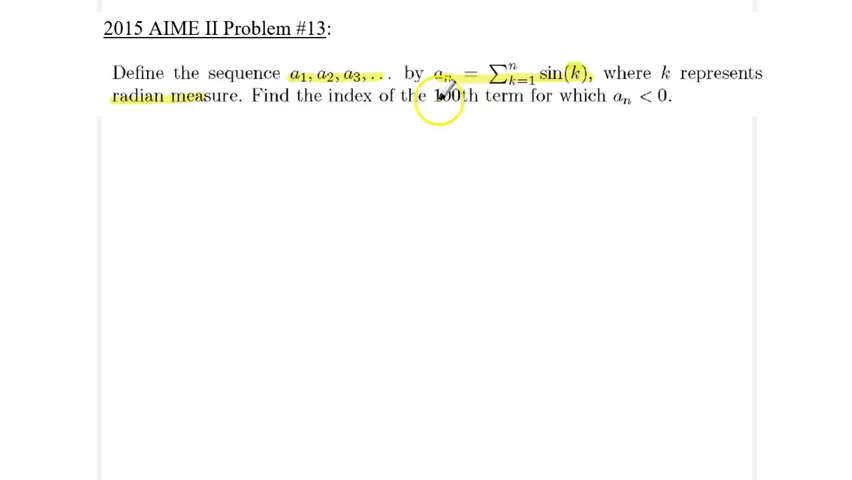 2015 AIME II Problem #13:
Define the sequence a₁, a₂, a₃, . . . by aₙ = ∑ⁿₖ₌₁ sin(k), where k represents
radian measure. Find the index of the 100th term for which aₙ < 0.